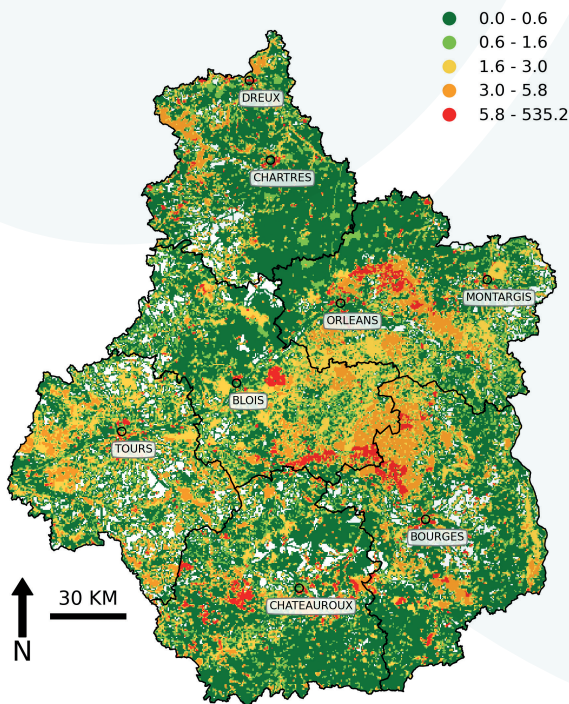 0.0 - 0.6
0.6 - 1.6
1.6 - 3.0
3.0 - 5.8
5.8 - 535.2
DREUX
CHARTRES
MONTARGIS
ORLEANS
BLOIS
TOURS
BOURGES
CHATEAUROUX
30 KM
N